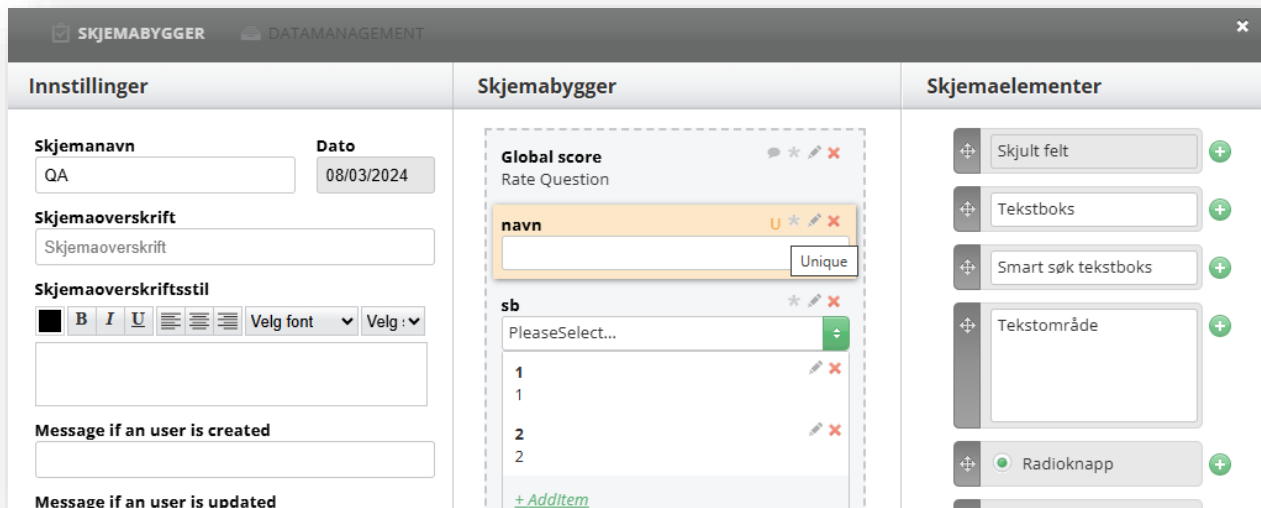 SKJEMABYGGER DATAMANAGEMENT
Innstillinger
Skjemanavn Dato
QA 08/03/2024
Skjemaoverskrift
Skjemaoverskrift
Skjemaoverskriftsstil
B I U Velg font Velg :
Message if an user is created
Message if an user is updated
Skjemabygger
Global score
Rate Question
navn U
Unique
sb
PleaseSelect...
1
1
2
2
+ AddItem
Skjemaelementer
Skjult felt
Tekstboks
Smart søk tekstboks
Tekstområde
Radioknapp